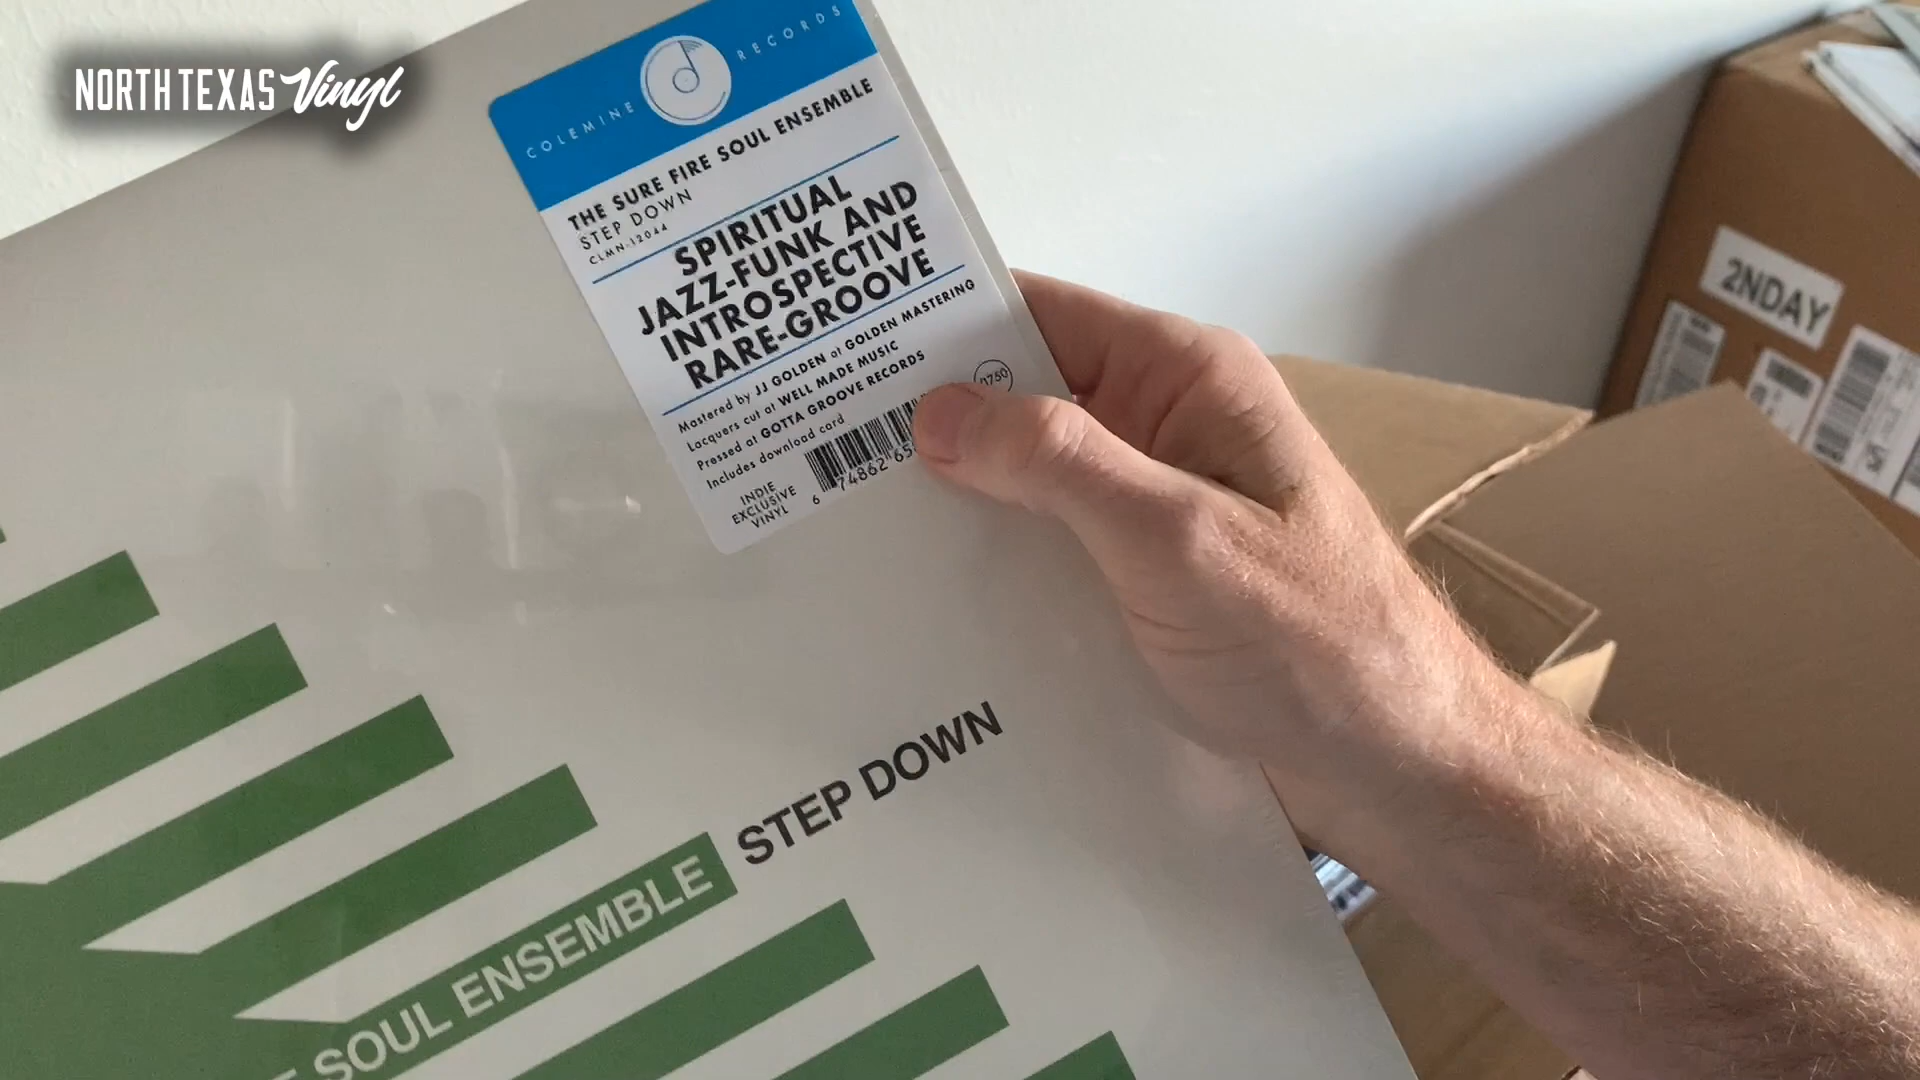 NORTH TEXAS Vinyl
COLEMINE RECORDS
THE SURE FIRE SOUL ENSEMBLE
STEP DOWN
CLMN-12044
SPIRITUAL
JAZZ-FUNK AND
INTROSPECTIVE
RARE-GROOVE
Mastered by JJ GOLDEN at GOLDEN MASTERING
Lacquers cut at WELL MADE MUSIC
Pressed at GOTTA GROOVE RECORDS
Includes download card
INDIE
EXCLUSIVE
VINYL
6 74862 65
0750
2NDAY
SOUL ENSEMBLE STEP DOWN